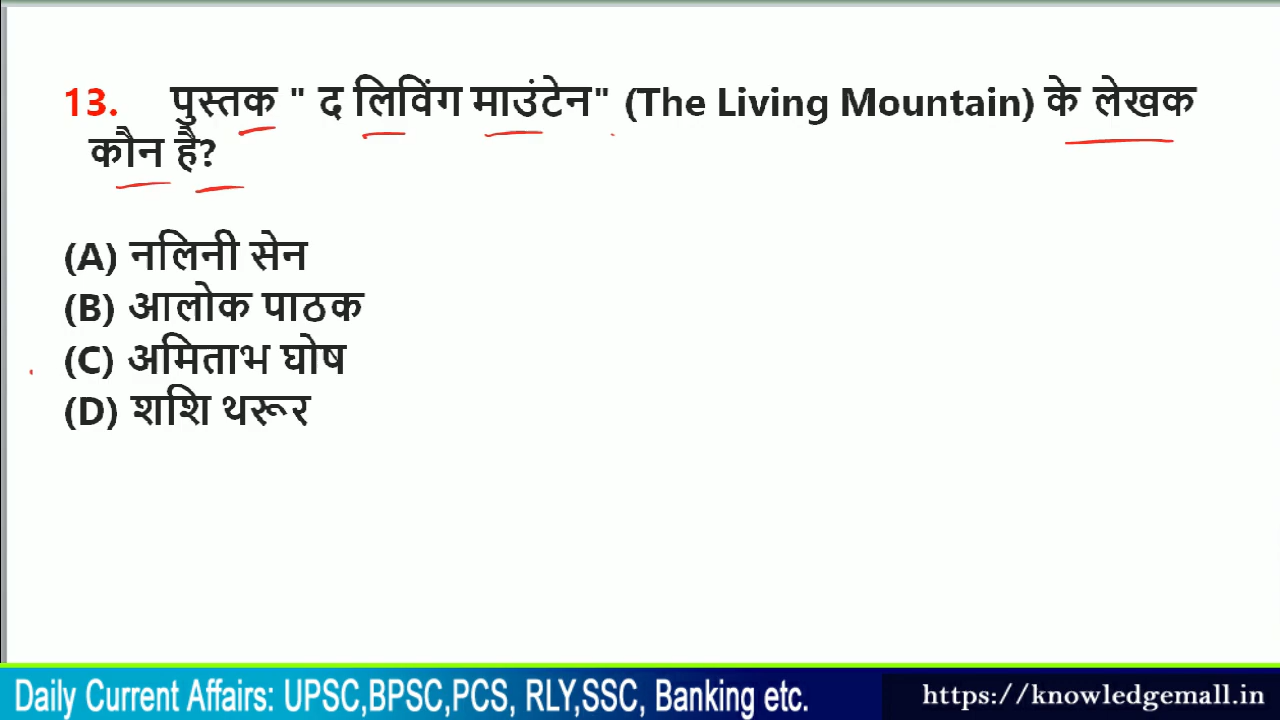 13. पुस्तक " द लिविंग माउंटेन" (The Living Mountain) के लेखक
कौन है?
(A) नलिनी सेन
(B) आलोक पाठक
(C) अमिताभ घोष
(D) शशि थरूर
Daily Current Affairs: UPSC,BPSC,PCS, RLY,SSC, Banking etc.
https://knowledgemall.in